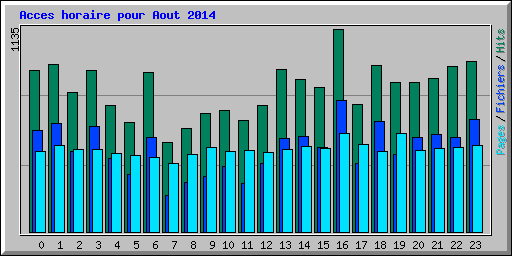 Acces horaire pour Aout 2014
1135
Pages / Fichiers / Hits
0 1 2 3 4 5 6 7 8 9 10 11 12 13 14 15 16 17 18 19 20 21 22 23